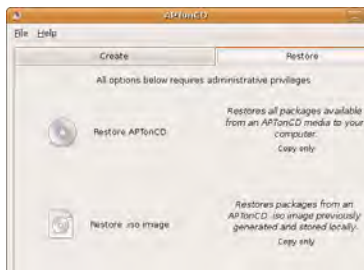 APTonCD
File Help
Create Restore
All options below requires administrative privileges
Restore APTonCD
Restores all packages available
from an APTonCD media to your
computer.
Copy only
Restore .iso image
Restores packages from an
APTonCD .iso image previously
generated and stored locally.
Copy only